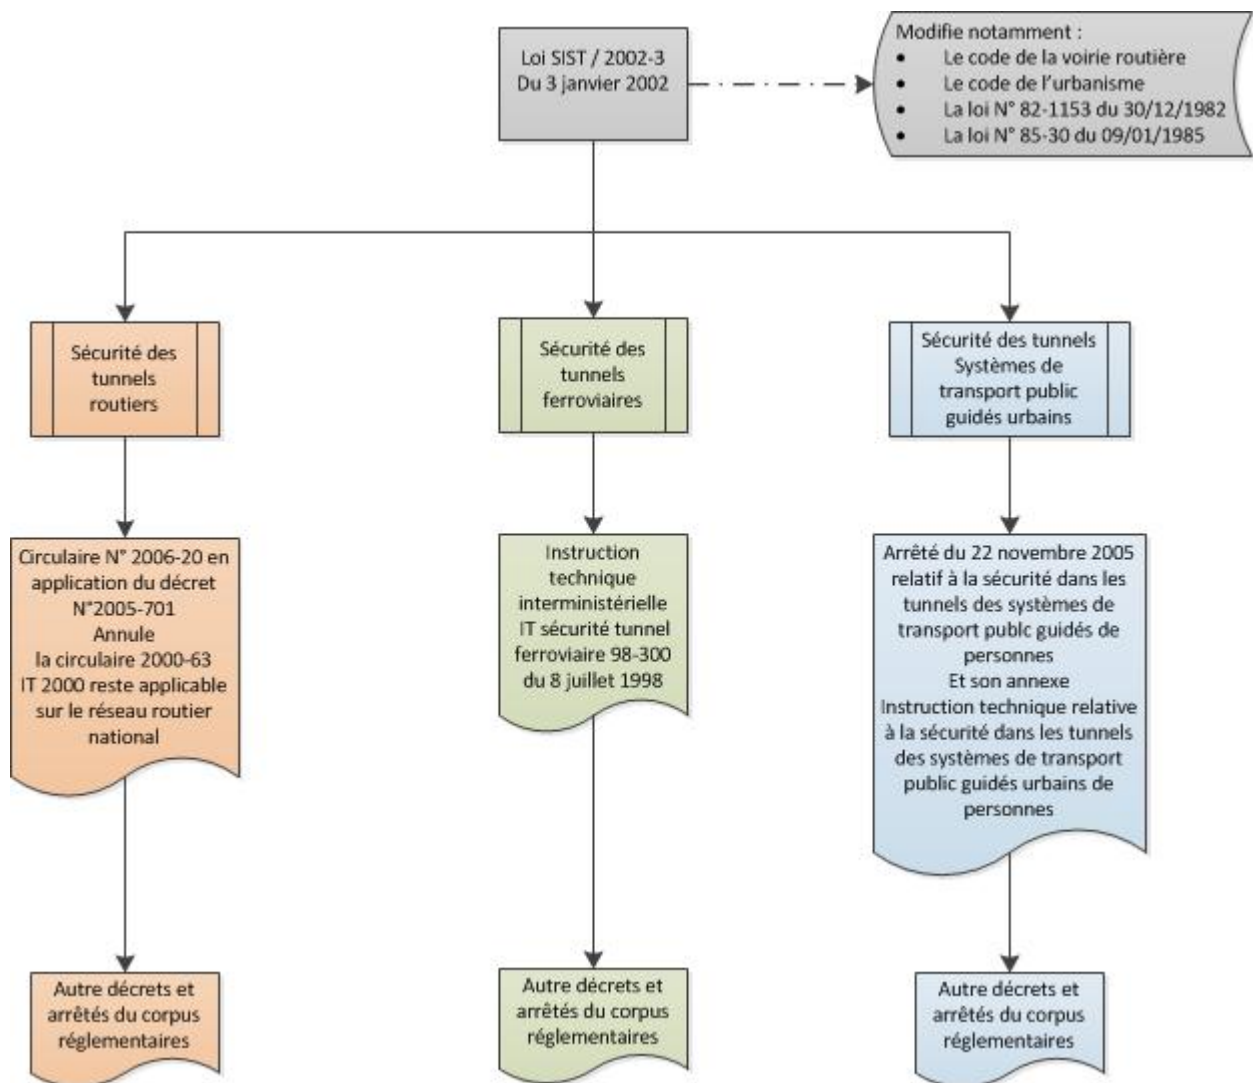 Loi SIST / 2002-3
Du 3 janvier 2002
Modifie notamment :
• Le code de la voirie routière
• Le code de l'urbanisme
• La loi N° 82-1153 du 30/12/1982
• La loi N° 85-30 du 09/01/1985
Sécurité des
tunnels
routiers
Sécurité des
tunnels
ferroviaires
Sécurité des tunnels
Systèmes de
transport public
guidés urbains
Circulaire N° 2006-20 en
application du décret
N°2005-701
Annule
la circulaire 2000-63
IT 2000 reste applicable
sur le réseau routier
national
Instruction
technique
interministérielle
IT sécurité tunnel
ferroviaire 98-300
du 8 juillet 1998
Arrêté du 22 novembre 2005
relatif à la sécurité dans les
tunnels des systèmes de
transport publc guidés de
personnes
Et son annexe
Instruction technique relative
à la sécurité dans les tunnels
des systèmes de transport
public guidés urbains de
personnes
Autre décrets et
arrêtés du corpus
réglementaires
Autre décrets et
arrêtés du corpus
réglementaires
Autre décrets et
arrêtés du corpus
réglementaires